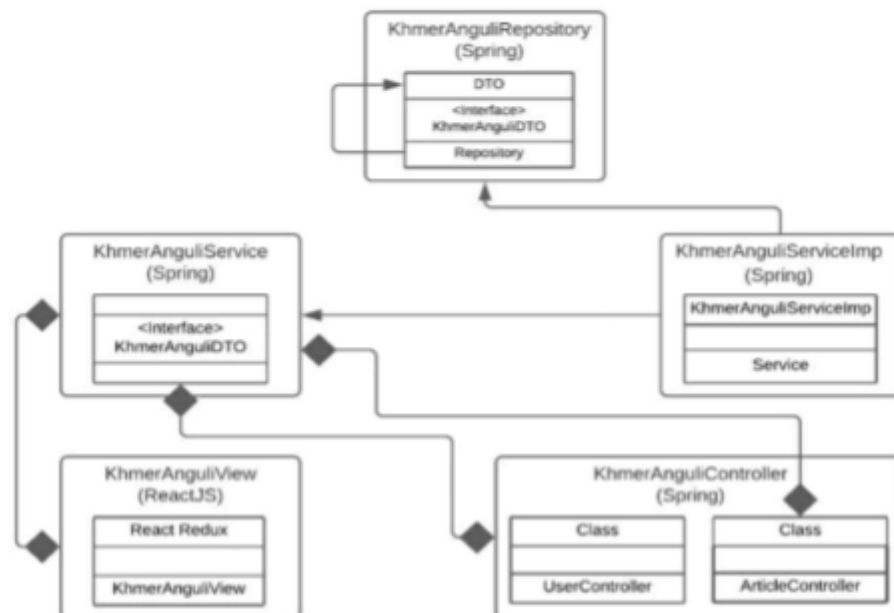 KhmerAnguliRepository
(Spring)
DTO
<Interface>
KhmerAnguliDTO
Repository
KhmerAnguliService
(Spring)
<Interface>
KhmerAnguliDTO
KhmerAnguliServiceImp
(Spring)
KhmerAnguliServiceImp
Service
KhmerAnguliView
(ReactJS)
React Redux
KhmerAnguliView
KhmerAnguliController
(Spring)
Class
UserController
Class
ArticleController